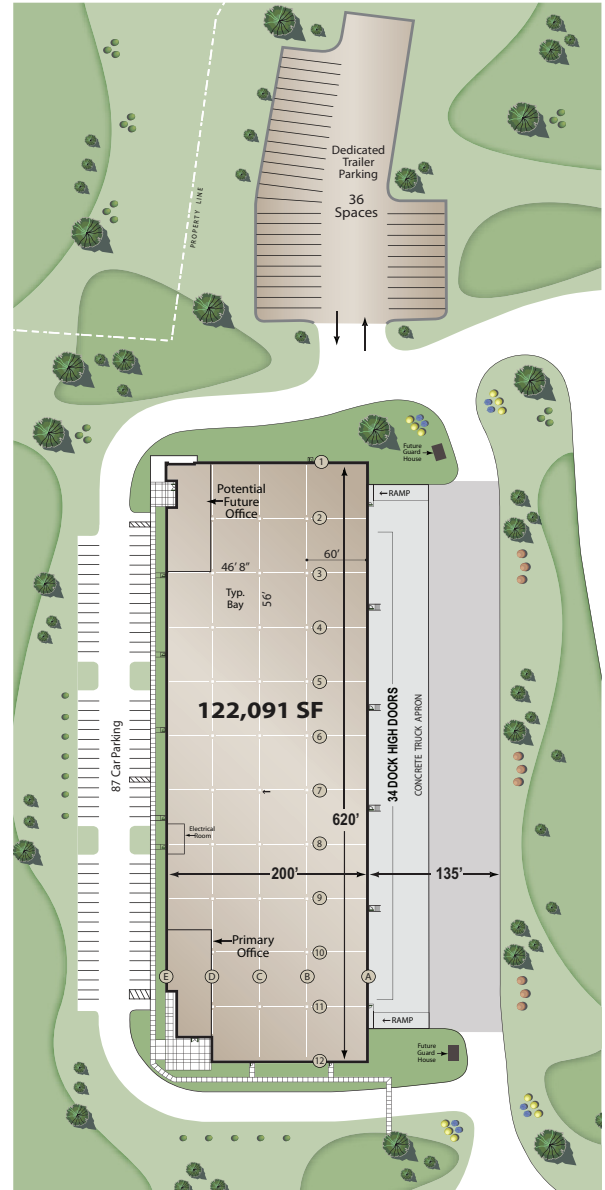 Dedicated
Trailer
Parking
36
Spaces
PROPERTY LINE
Future
Guard
House
1
Potential
Future
Office
←RAMP
2
60'
46' 8"
3
Typ.
Bay
56'
4
5
122,091 SF
6
34 DOCK HIGH DOORS
CONCRETE TRUCK APRON
87 Car Parking
7
620'
Electrical
Room
8
200'
135'
9
Primary
Office
10
E
D
C
B
A
11
←RAMP
Future
Guard
House
12